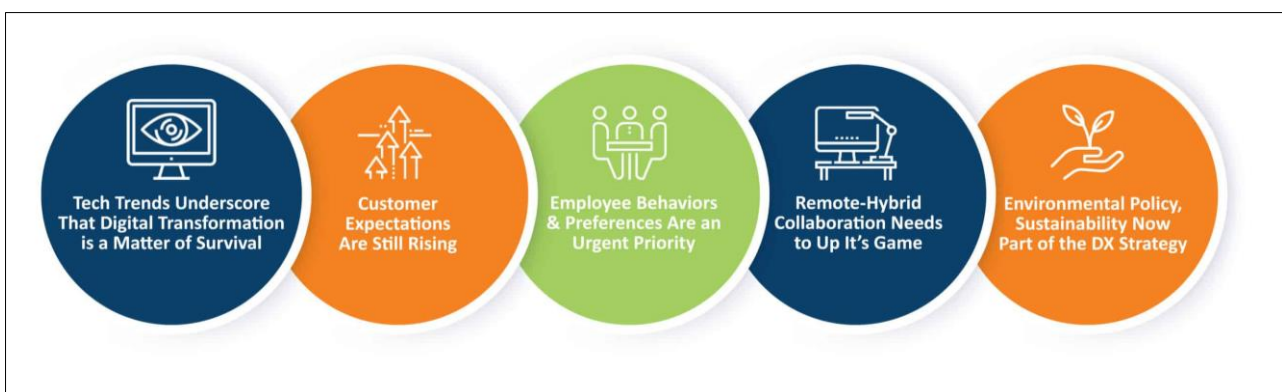 Tech Trends Underscore
That Digital Transformation
is a Matter of Survival
Customer
Expectations
Are Still Rising
Employee Behaviors
& Preferences Are an
Urgent Priority
Remote-Hybrid
Collaboration Needs
to Up It's Game
Environmental Policy,
Sustainability Now
Part of the DX Strategy